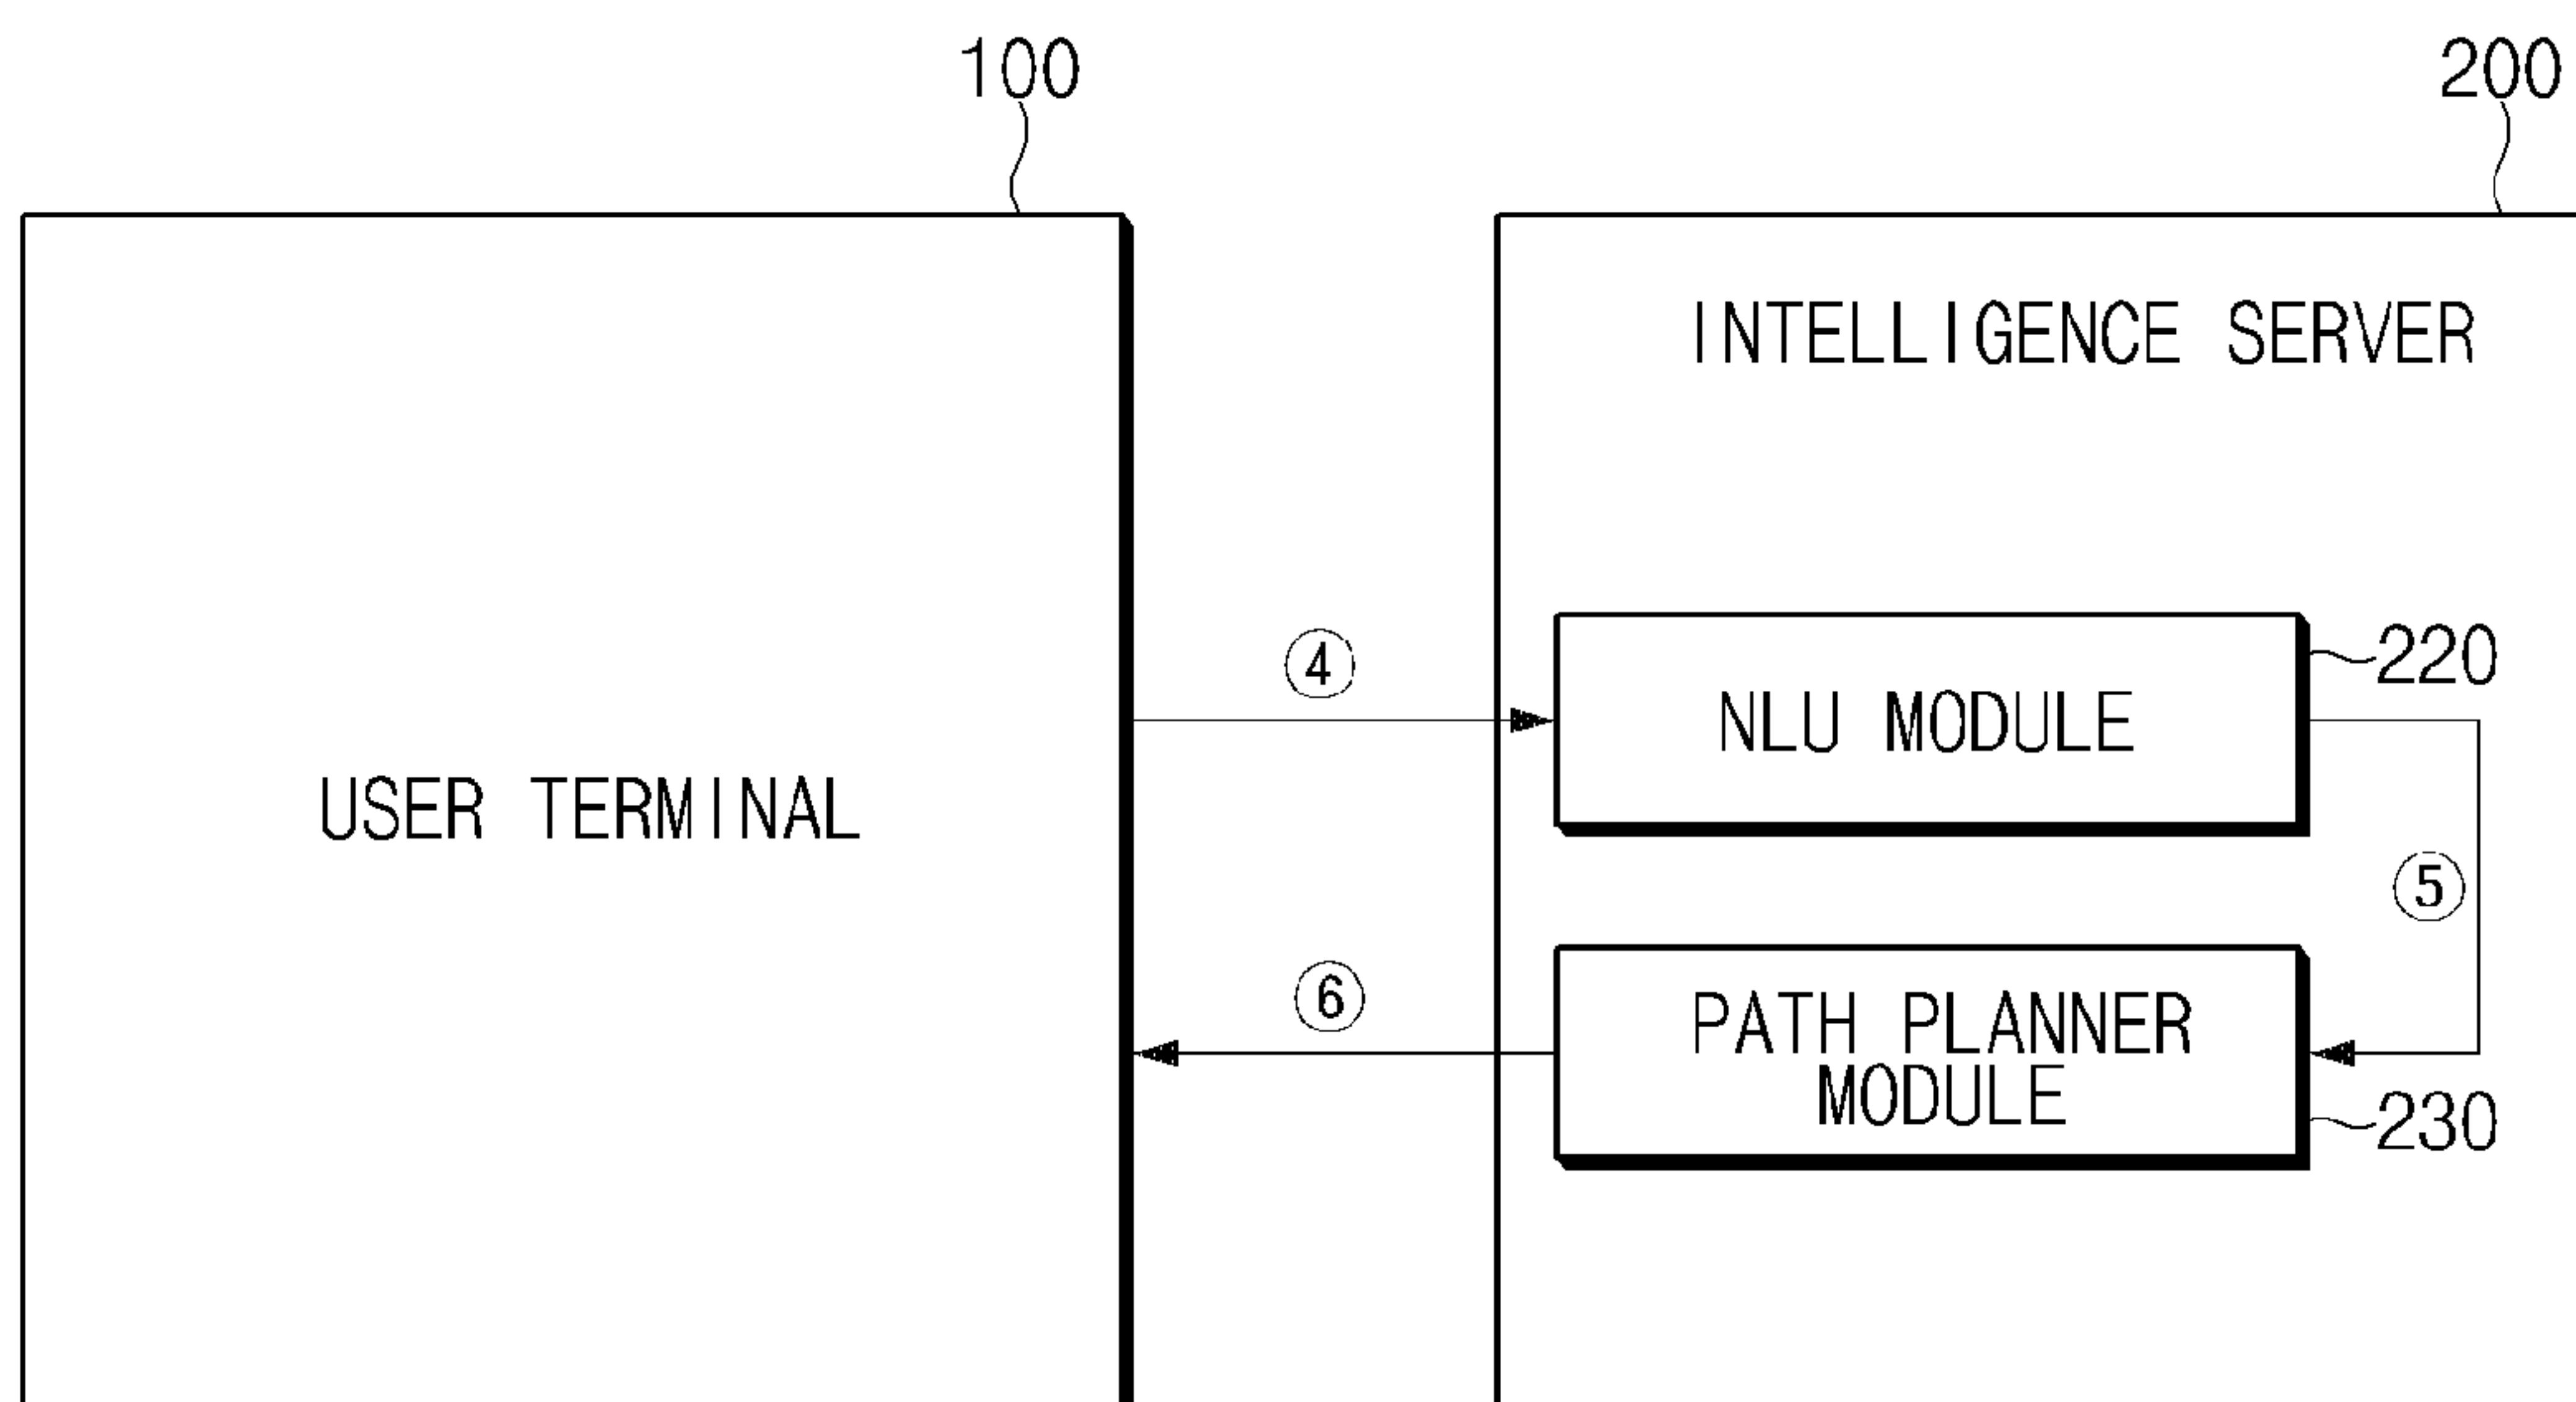 100
200
INTELLIGENCE SERVER
④
220
NLU MODULE
USER TERMINAL
⑤
⑥
PATH PLANNER
MODULE
230